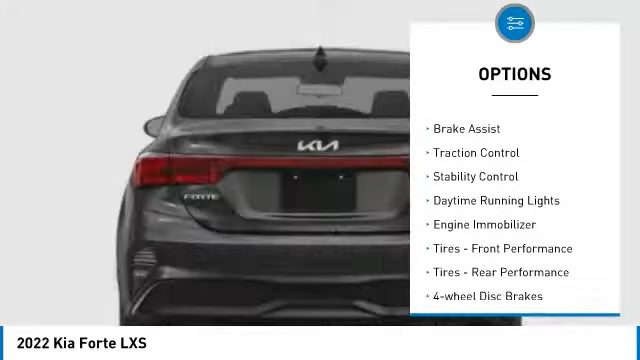 OPTIONS
Brake Assist
Traction Control
Stability Control
Daytime Running Lights
Engine Immobilizer
Tires - Front Performance
Tires - Rear Performance
4-wheel Disc Brakes
KIA
FORTE
2022 Kia Forte LXS